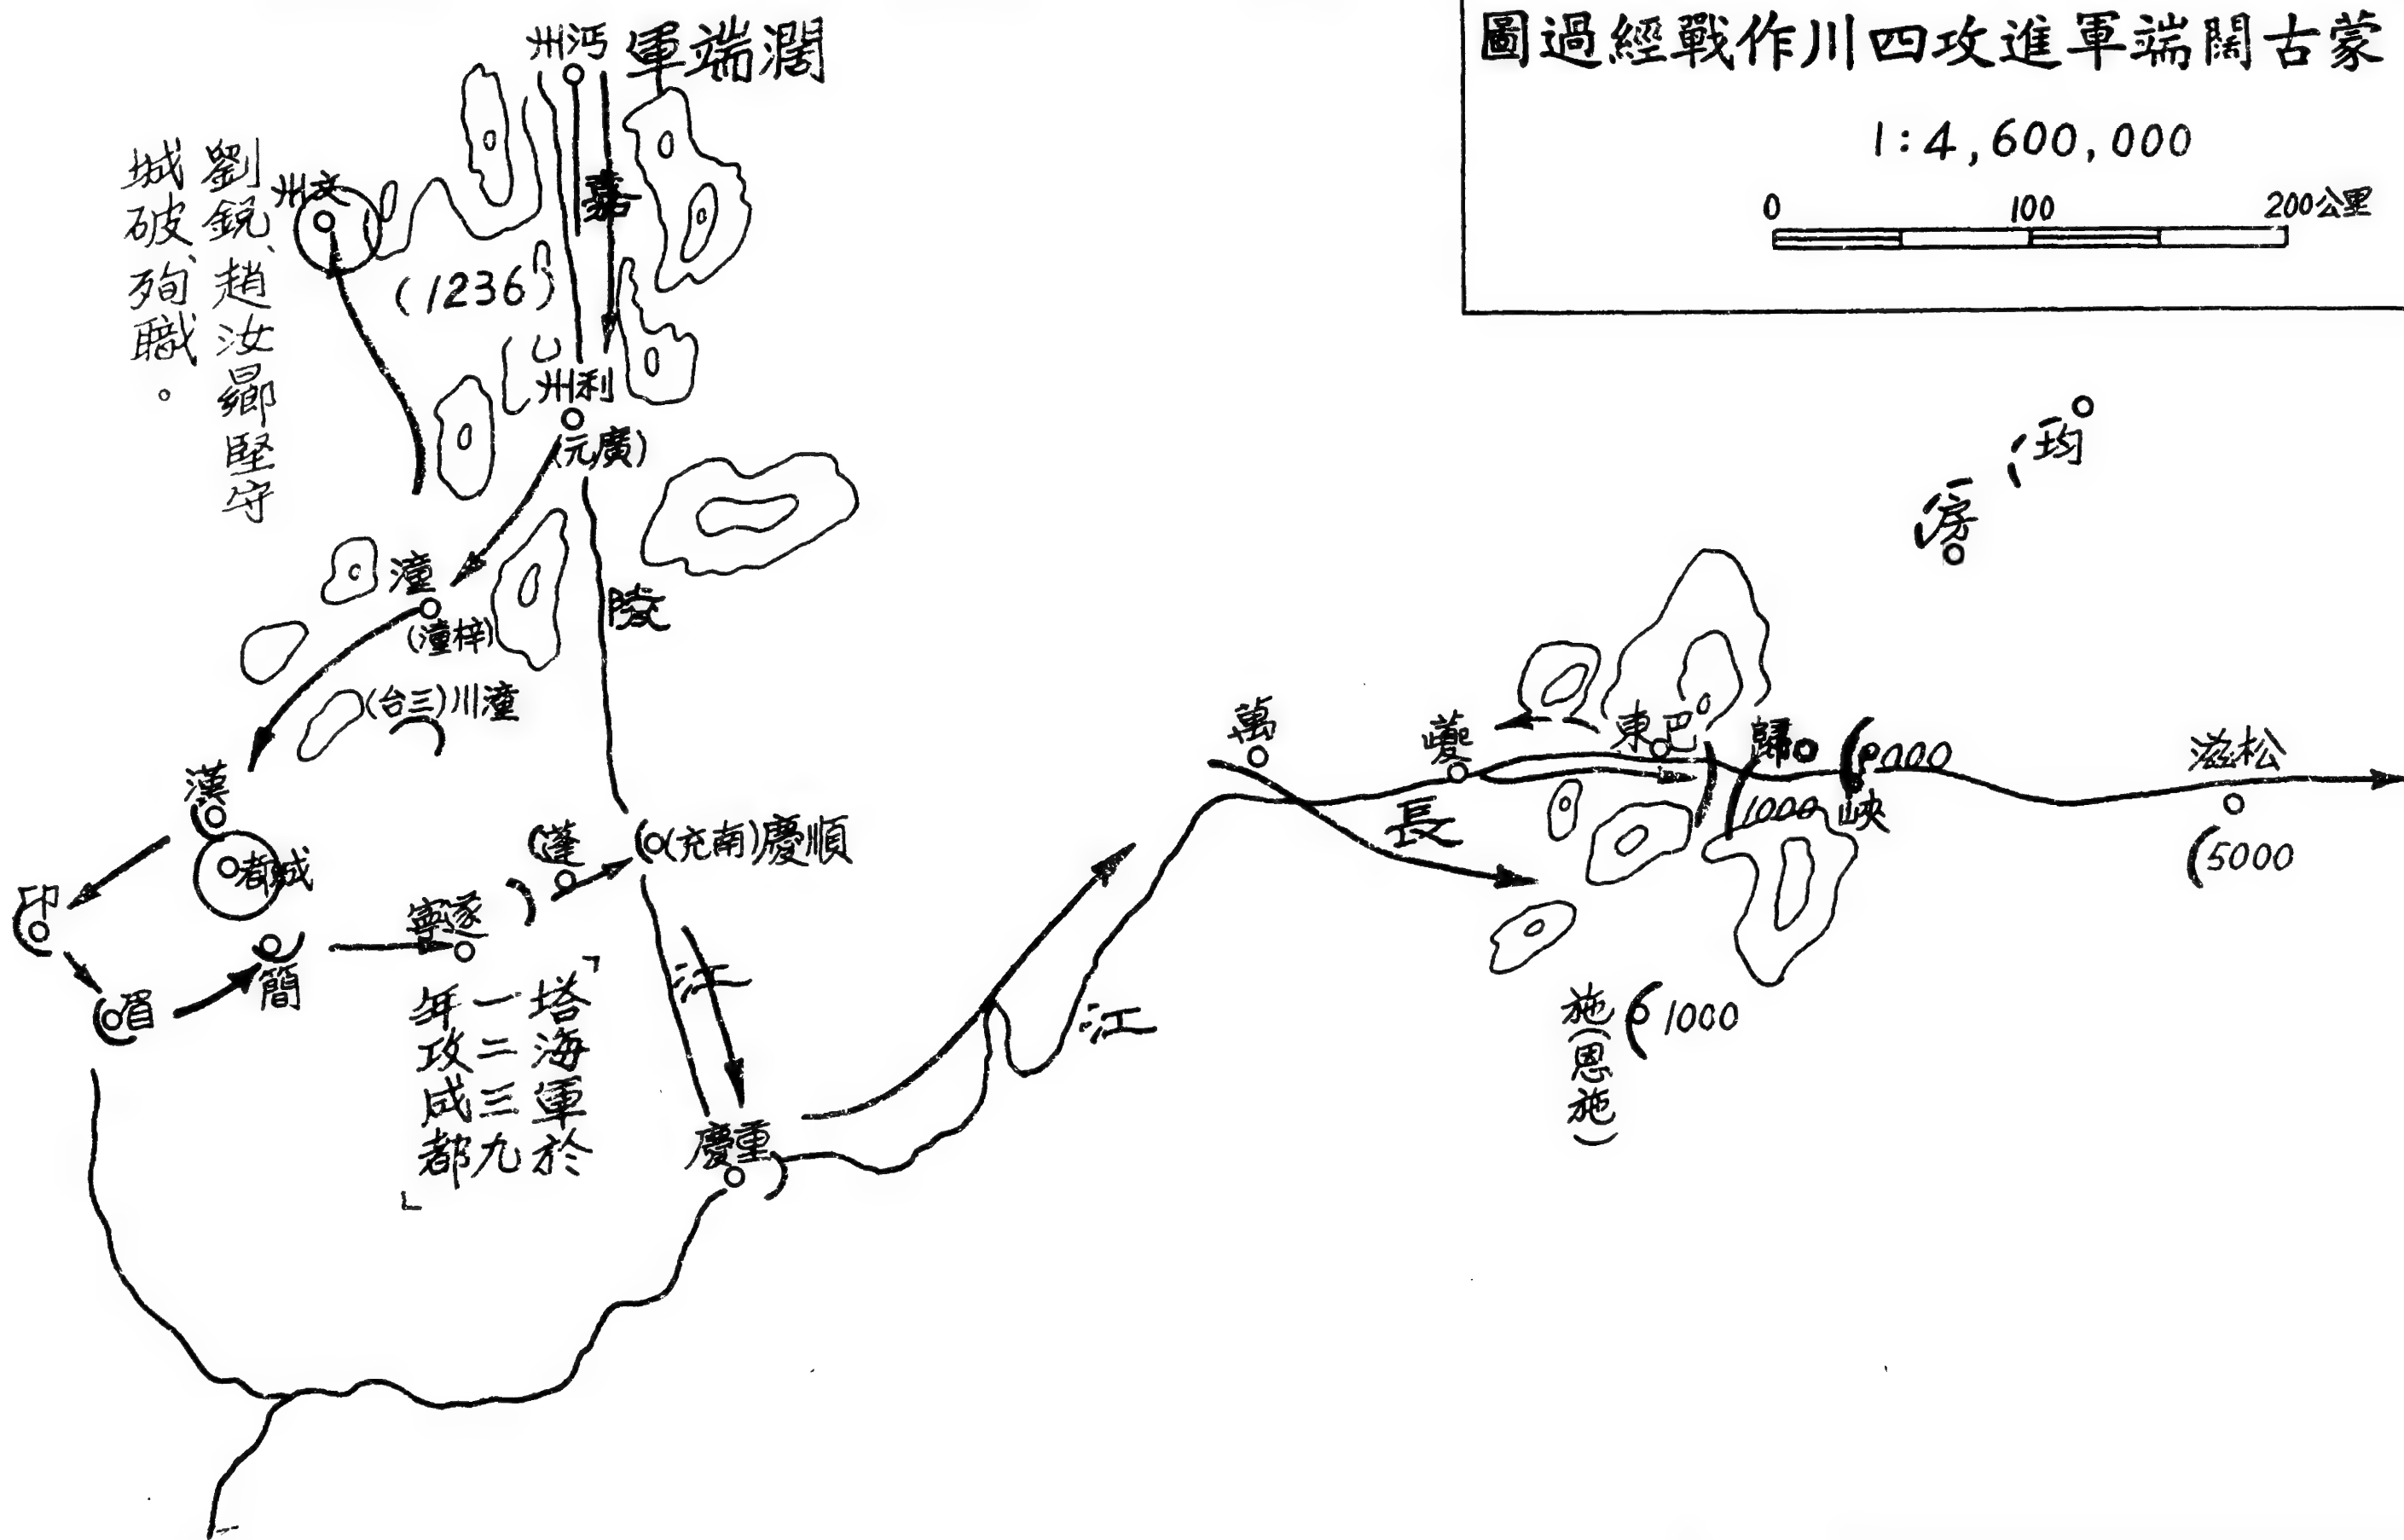 蒙古闊端軍進攻四川作戰經過圖
1:4,600,000
0 100 200公里
闊端軍
沔州
文州
劉銳、趙汝曏堅守
城破、殉職。
(1236)
嘉
利州
(廣元)
潼
(梓潼)
潼川(三台)
陵
漢
成都
卬
眉
簡
遂寧
蓬
順慶(南充)
江
「塔海軍於
一二三九
年攻成都」
重慶
江
長
萬
夔
巴東
歸
1000
峽
松滋
(5000
均
房
施(恩施)
1000